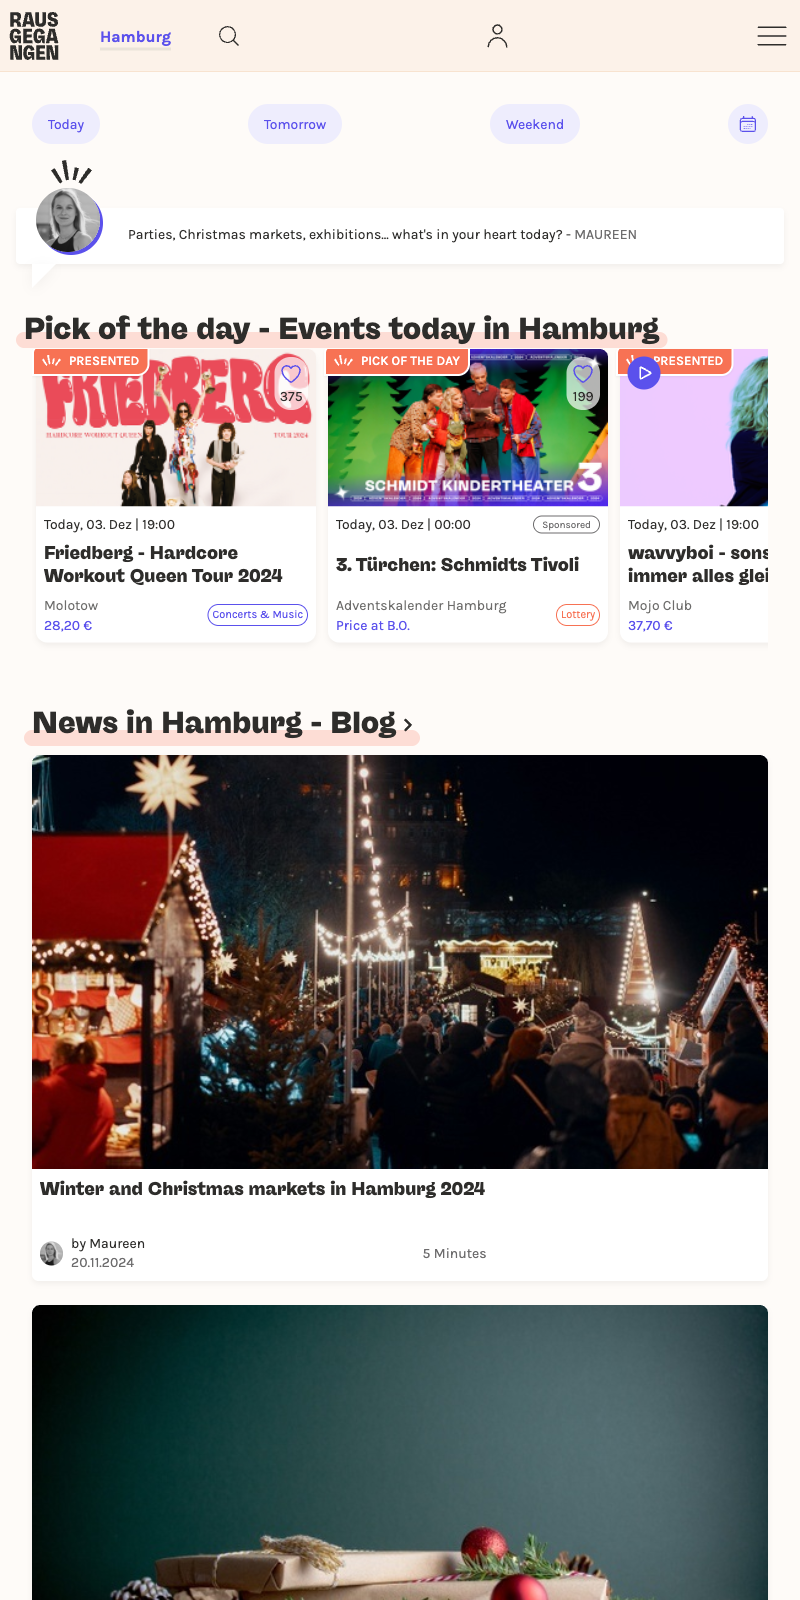 RAUS
GEGA
NGEN
Hamburg
Today
Tomorrow
Weekend
Parties, Christmas markets, exhibitions... what's in your heart today? - MAUREEN
Pick of the day - Events today in Hamburg
PRESENTED
FRIEDBERG
HARDCORE WORKOUT QUEEN
TOUR 2024
375
Today, 03. Dez | 19:00
Friedberg - Hardcore
Workout Queen Tour 2024
Molotow
28,20 €
Concerts & Music
PICK OF THE DAY
199
SCHMIDT KINDERTHEATER 3
Today, 03. Dez | 00:00
Sponsored
3. Türchen: Schmidts Tivoli
Adventskalender Hamburg
Price at B.O.
Lottery
PRESENTED
Today, 03. Dez | 19:00
wavvyboi - sons
immer alles glei
Mojo Club
37,70 €
News in Hamburg - Blog
Winter and Christmas markets in Hamburg 2024
by Maureen
20.11.2024
5 Minutes